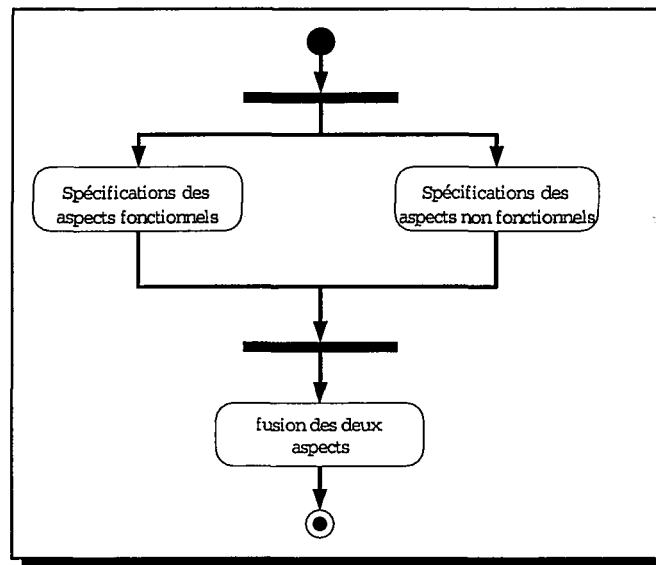 Spécifications des
aspects fonctionnels
Spécifications des
aspects non fonctionnels
fusion des deux
aspects